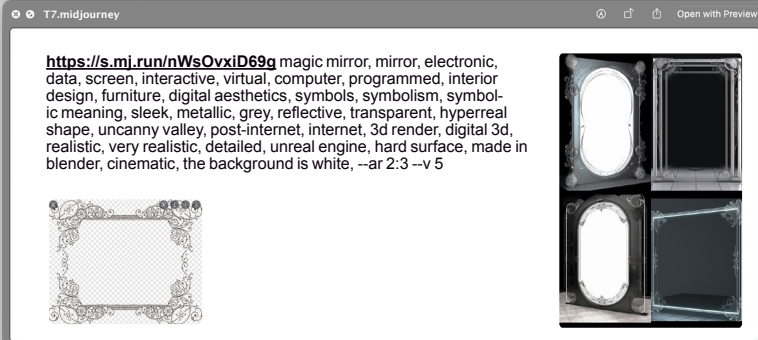 T7.midjourney
Open with Preview
https://s.mj.run/nWsOvxiD69g magic mirror, mirror, electronic,
data, screen, interactive, virtual, computer, programmed, interior
design, furniture, digital aesthetics, symbols, symbolism, symbol-
ic meaning, sleek, metallic, grey, reflective, transparent, hyperreal
shape, uncanny valley, post-internet, internet, 3d render, digital 3d,
realistic, very realistic, detailed, unreal engine, hard surface, made in
blender, cinematic, the background is white, --ar 2:3 --v 5